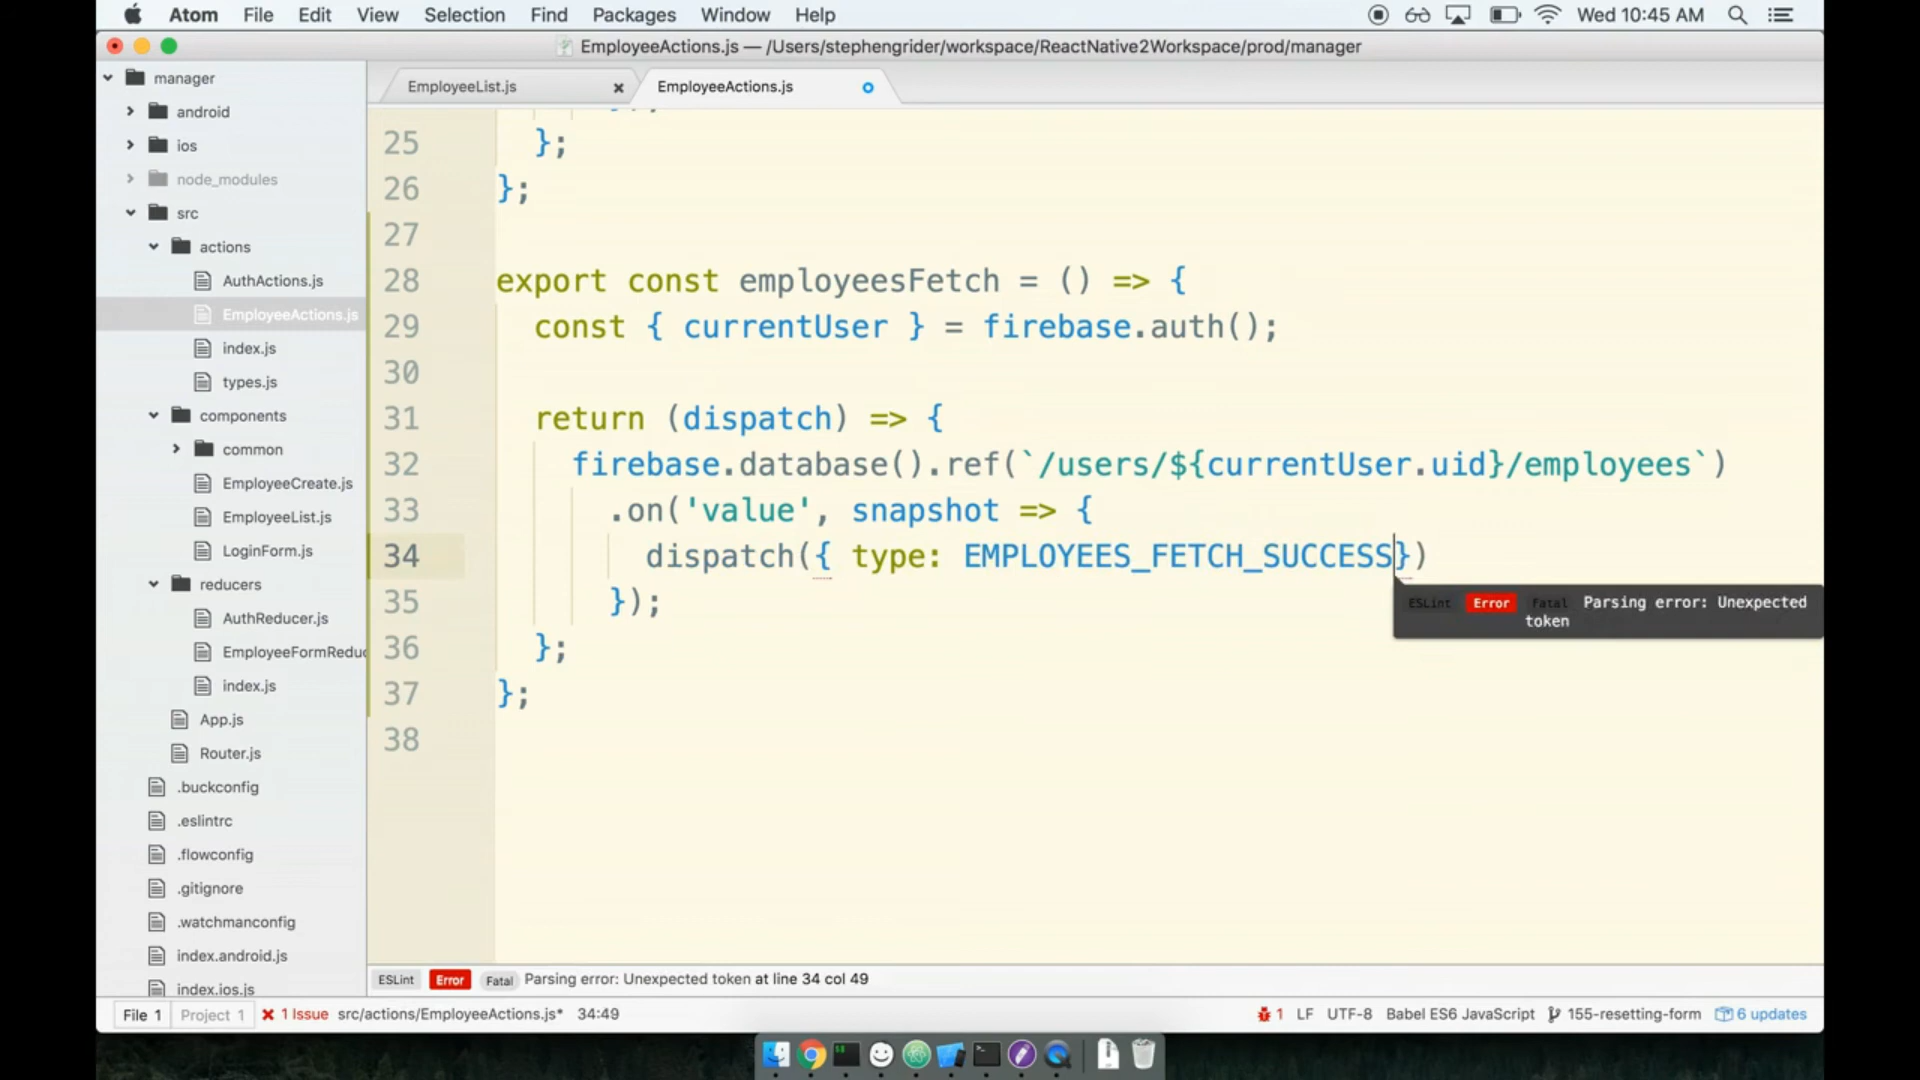 Atom File Edit View Selection Find Packages Window Help Wed 10:45 AM
EmployeeActions.js — /Users/stephengrider/workspace/ReactNative2Workspace/prod/manager
manager
android
ios
node_modules
src
actions
AuthActions.js
EmployeeActions.js
index.js
types.js
components
common
EmployeeCreate.js
EmployeeList.js
LoginForm.js
reducers
AuthReducer.js
EmployeeFormReduc
index.js
App.js
Router.js
.buckconfig
.eslintrc
.flowconfig
.gitignore
.watchmanconfig
index.android.js
index.ios.js
EmployeeList.js EmployeeActions.js
25 };
26 };
27
28 export const employeesFetch = () => {
29 const { currentUser } = firebase.auth();
30
31 return (dispatch) => {
32 firebase.database().ref(`/users/${currentUser.uid}/employees`)
33 .on('value', snapshot => {
34 dispatch({ type: EMPLOYEES_FETCH_SUCCESS})
35 });
36 };
37 };
38
ESLint Error Fatal Parsing error: Unexpected
token
ESLint Error Fatal Parsing error: Unexpected token at line 34 col 49
File 1 Project 1 1 Issue src/actions/EmployeeActions.js* 34:49 1 LF UTF-8 Babel ES6 JavaScript 155-resetting-form 6 updates